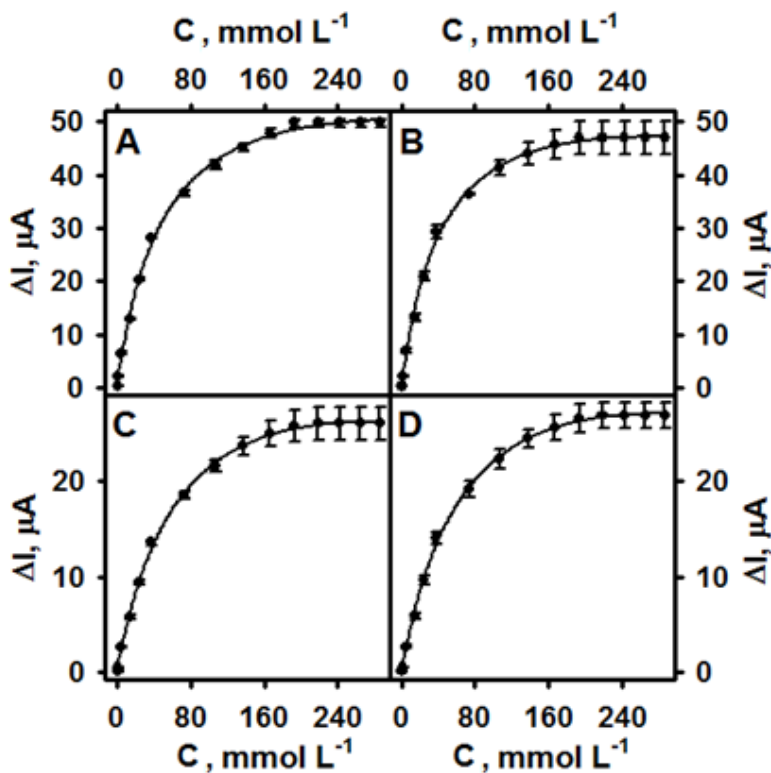 C , mmol L⁻¹ C , mmol L⁻¹
0 80 160 240 0 80 160 240
A B
50 50
40 40
ΔI, μA ΔI, μA
30 30
20 20
10 10
0 0
C D
20 20
ΔI, μA ΔI, μA
10 10
0 0
0 80 160 240 0 80 160 240
C , mmol L⁻¹ C , mmol L⁻¹